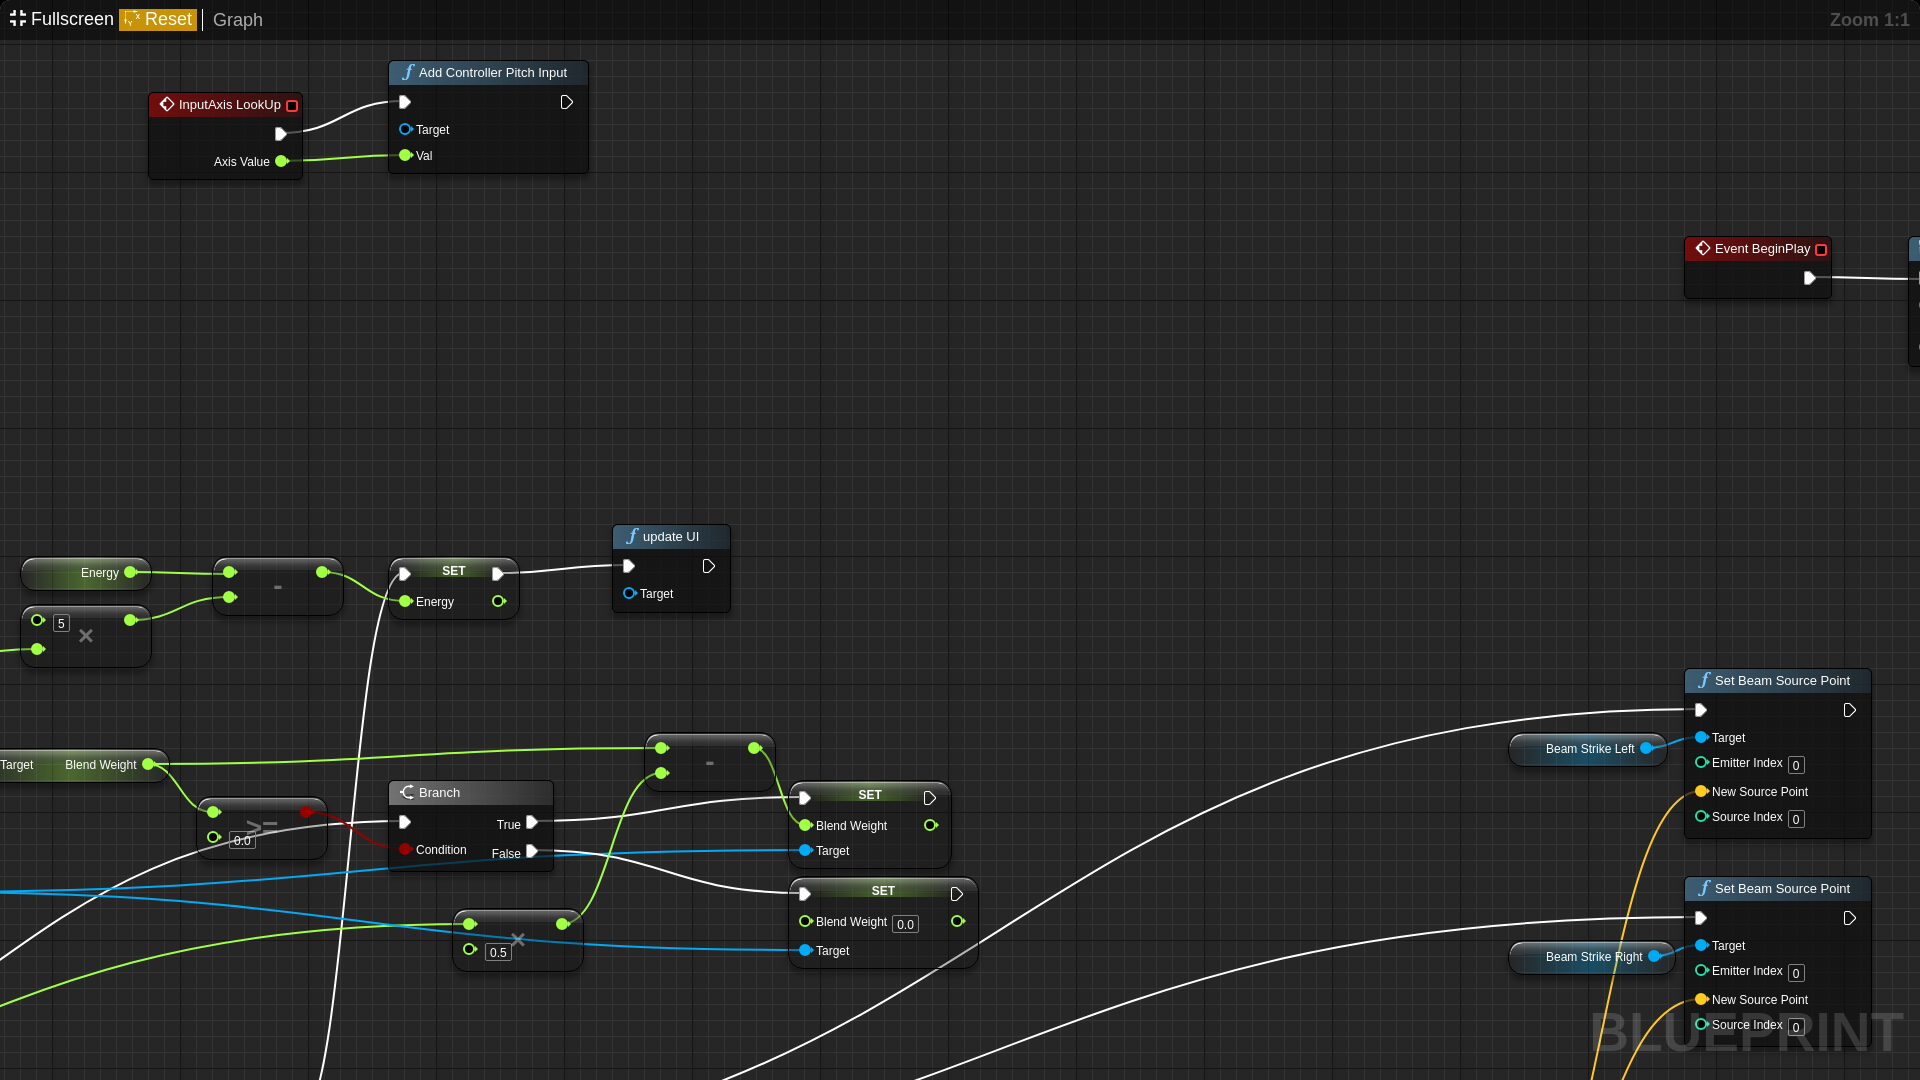 Fullscreen Reset Graph Zoom 1:1
Add Controller Pitch Input
InputAxis LookUp
Target
Axis Value
Val
Event BeginPlay
update UI
Energy
-
SET
Energy
Target
5
×
Set Beam Source Point
Target
Beam Strike Left
Emitter Index 0
New Source Point
Source Index 0
Target Blend Weight
-
Branch
SET
>=
0.0
True
Blend Weight
Condition
False
Target
SET
Blend Weight 0.0
Target
×
0.5
Set Beam Source Point
Target
Beam Strike Right
Emitter Index 0
New Source Point
Source Index 0
BLUEPRINT